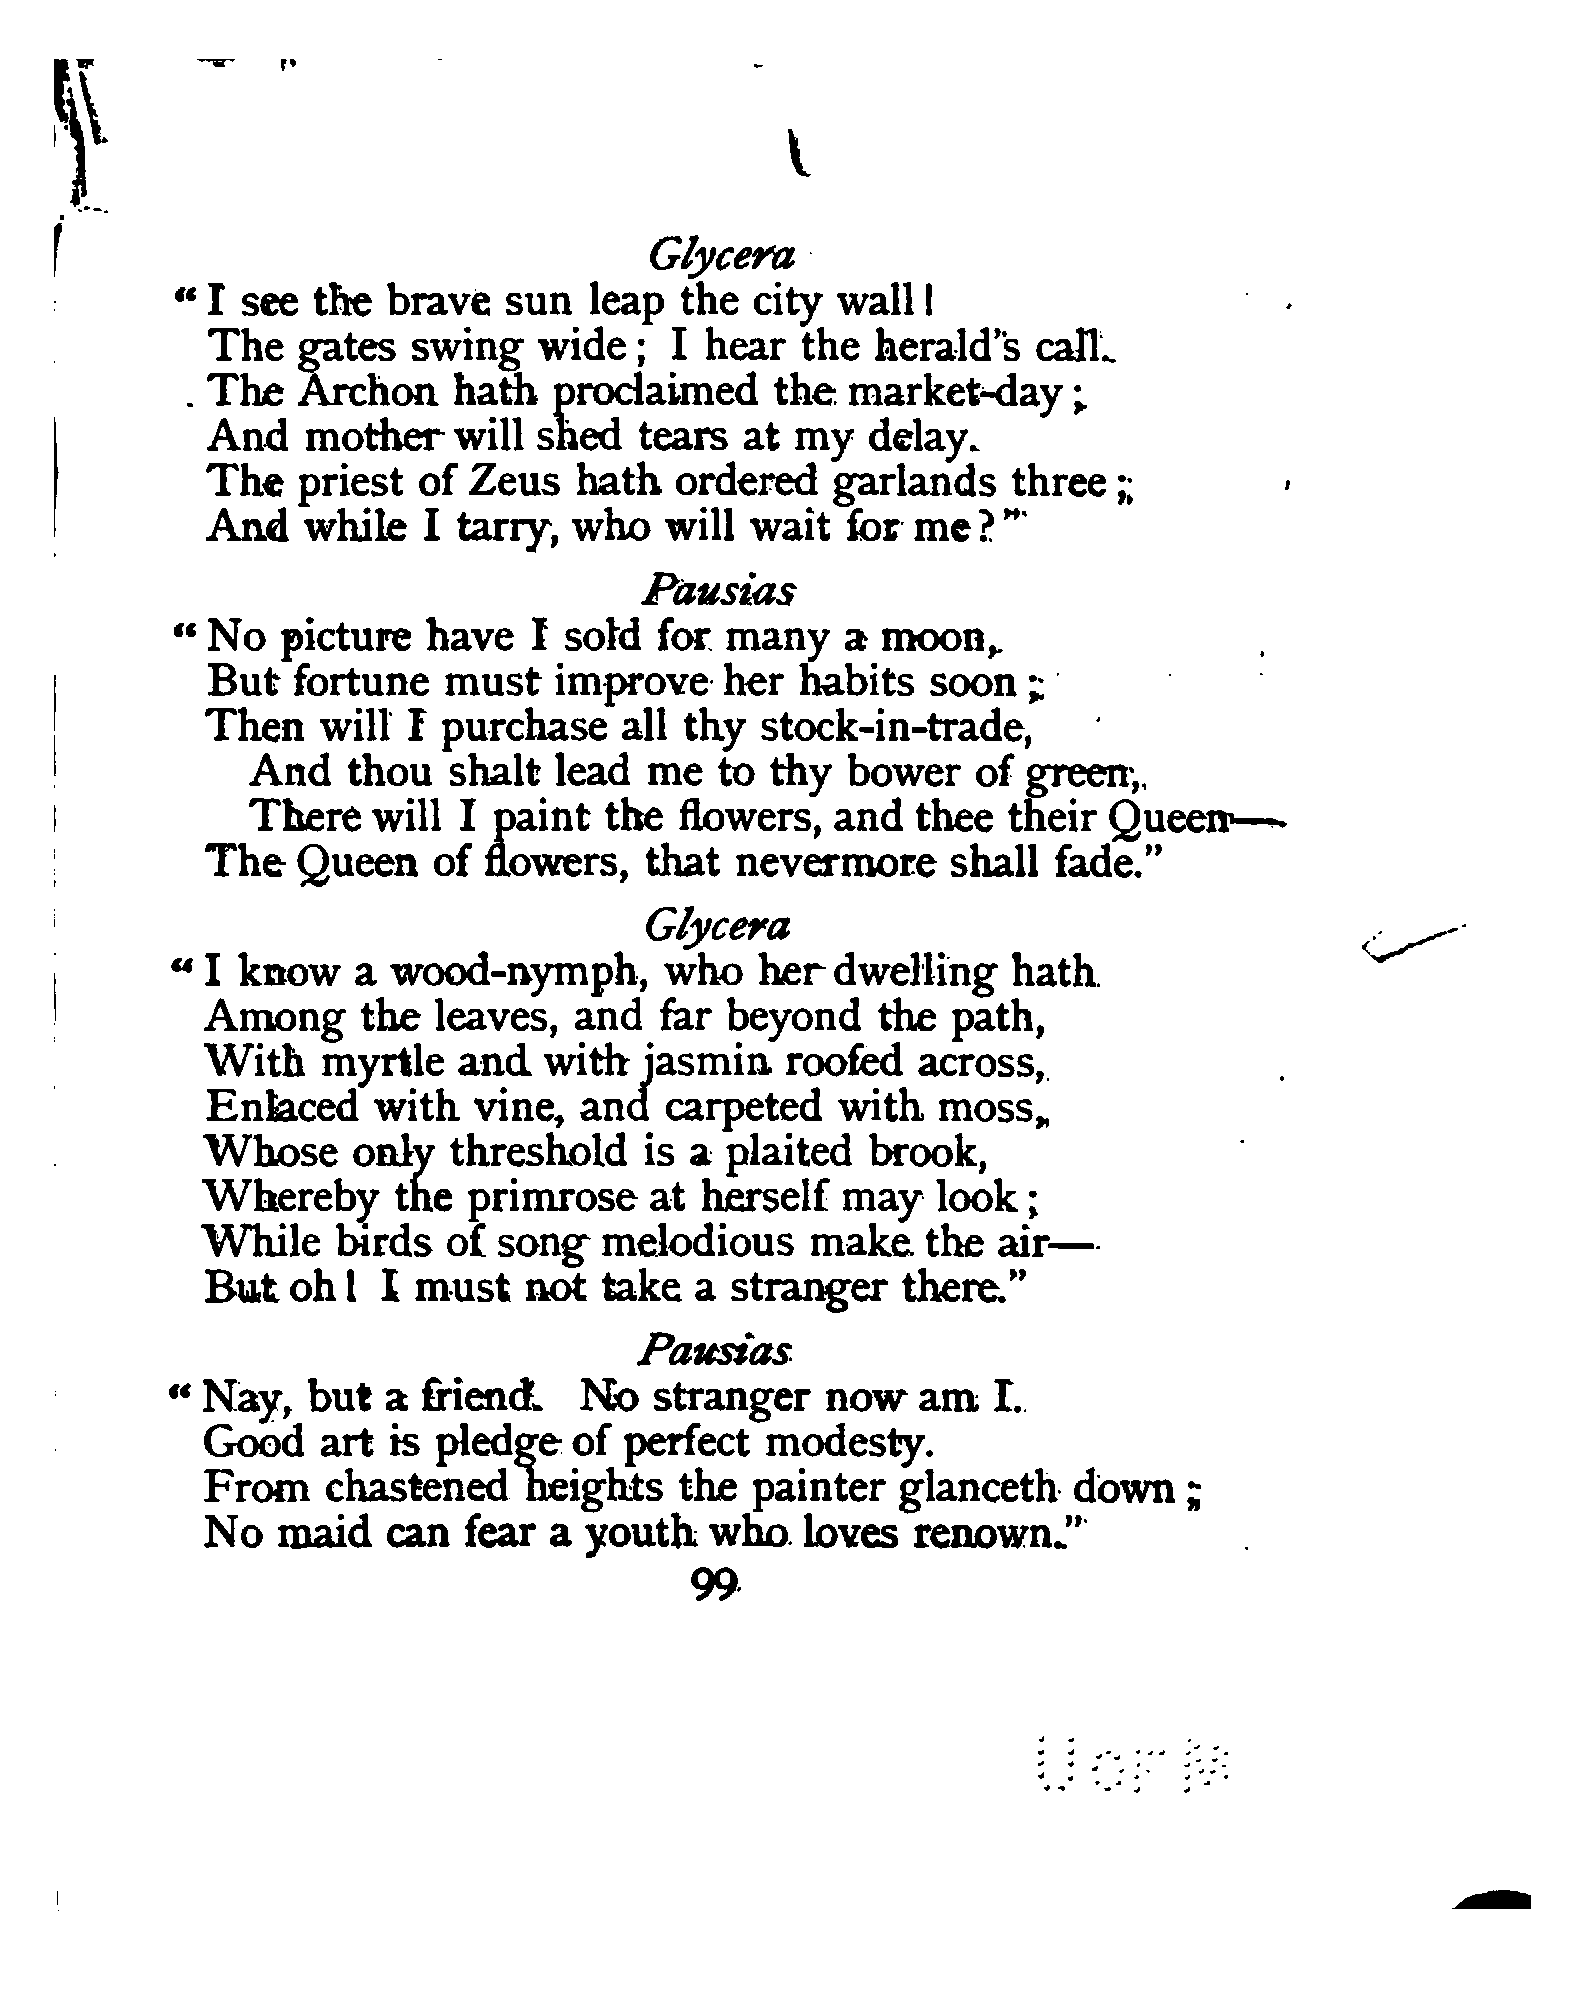 Glycera
“ I see the brave sun leap the city wall!
The gates swing wide; I hear the herald's call.
The Archon hath proclaimed the market-day;
And mother will shed tears at my delay.
The priest of Zeus hath ordered garlands three;
And while I tarry, who will wait for me?”
Pausias
“ No picture have I sold for many a moon,
But fortune must improve her habits soon;
Then will I purchase all thy stock-in-trade,
And thou shalt lead me to thy bower of green;
There will I paint the flowers, and thee their Queen—
The Queen of flowers, that nevermore shall fade.”
Glycera
“ I know a wood-nymph, who her dwelling hath
Among the leaves, and far beyond the path,
With myrtle and with jasmin roofed across,
Enlaced with vine, and carpeted with moss,
Whose only threshold is a plaited brook,
Whereby the primrose at herself may look;
While birds of song melodious make the air—
But oh! I must not take a stranger there.”
Pausias
“ Nay, but a friend. No stranger now am I.
Good art is pledge of perfect modesty.
From chastened heights the painter glanceth down;
No maid can fear a youth who loves renown.”
99
U OF M